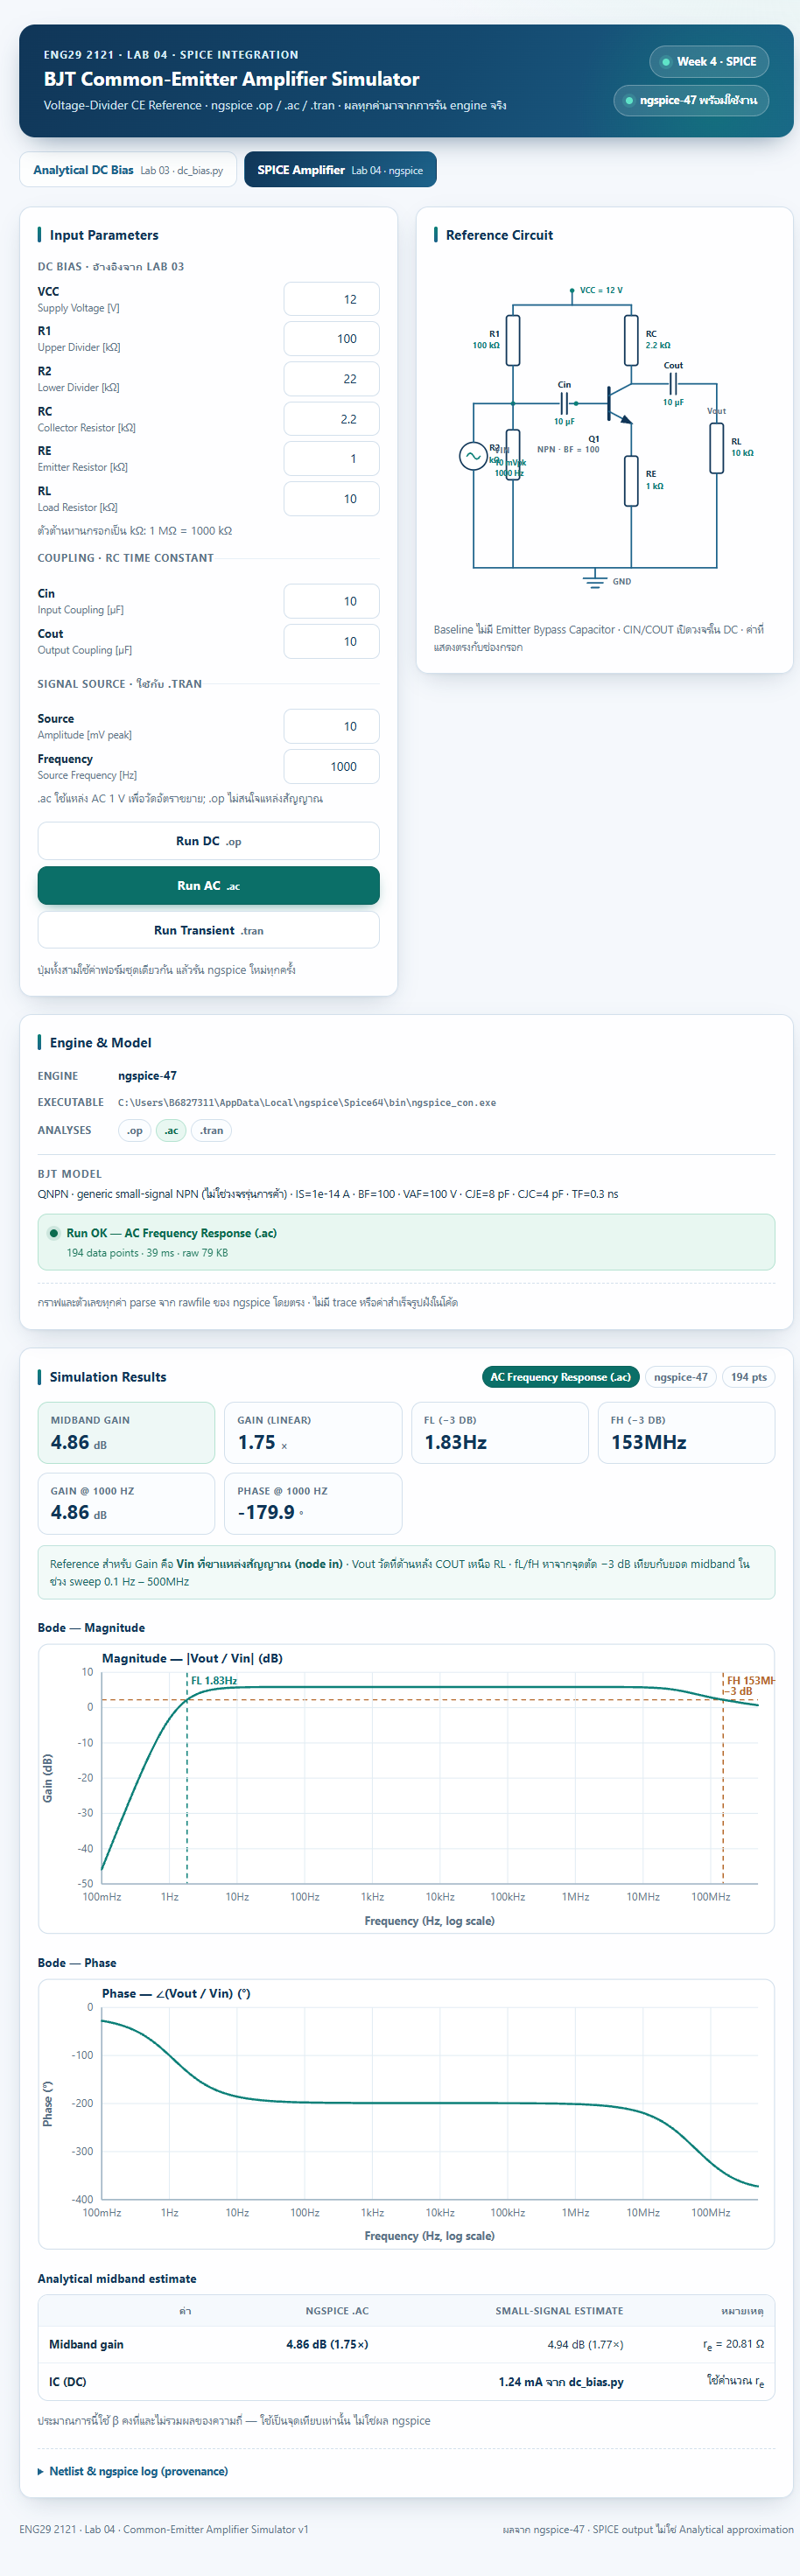 ENG29 2121 · LAB 04 · SPICE INTEGRATION
BJT Common-Emitter Amplifier Simulator
Voltage-Divider CE Reference · ngspice .op / .ac / .tran · ผลทุกค่ามาจากการรัน engine จริง
Week 4 · SPICE
ngspice-47 พร้อมใช้งาน
Analytical DC Bias Lab 03 · dc_bias.py
SPICE Amplifier Lab 04 · ngspice
Input Parameters
DC BIAS · อ้างอิงจาก LAB 03
VCC
Supply Voltage [V]
12
R1
Upper Divider [kΩ]
100
R2
Lower Divider [kΩ]
22
RC
Collector Resistor [kΩ]
2.2
RE
Emitter Resistor [kΩ]
1
RL
Load Resistor [kΩ]
10
ตัวต้านทานกรอกเป็น kΩ: 1 MΩ = 1000 kΩ
COUPLING · RC TIME CONSTANT
Cin
Input Coupling [µF]
10
Cout
Output Coupling [µF]
10
SIGNAL SOURCE · ใช้กับ .TRAN
Source
Amplitude [mV peak]
10
Frequency
Source Frequency [Hz]
1000
.ac ใช้แหล่ง AC 1 V เพื่อวัดอัตราขยาย; .op ไม่สนใจแหล่งสัญญาณ
Run DC .op
Run AC .ac
Run Transient .tran
ปุ่มทั้งสามใช้ค่าฟอร์มชุดเดียวกัน แล้วรัน ngspice ใหม่ทุกครั้ง
Reference Circuit
VCC = 12 V
R1
100 kΩ
RC
2.2 kΩ
Cout
10 µF
Cin
10 µF
Vout
Q1
NPN · BF = 100
R2
kΩ
VIN
10 mVpk
1000 Hz
RL
10 kΩ
RE
1 kΩ
GND
Baseline ไม่มี Emitter Bypass Capacitor · CIN/COUT เปิดวงจรใน DC · ค่าที่
แสดงตรงกับช่องกรอก
Engine & Model
ENGINE ngspice-47
EXECUTABLE C:\Users\B6827311\AppData\Local\ngspice\Spice64\bin\ngspice_con.exe
ANALYSES .op .ac .tran
BJT MODEL
QNPN · generic small-signal NPN (ไม่ใช่วงจรรุ่นการค้า) · IS=1e-14 A · BF=100 · VAF=100 V · CJE=8 pF · CJC=4 pF · TF=0.3 ns
Run OK — AC Frequency Response (.ac)
194 data points · 39 ms · raw 79 KB
กราฟและตัวเลขทุกค่า parse จาก rawfile ของ ngspice โดยตรง · ไม่มี trace หรือค่าสำเร็จรูปฝังในโค้ด
Simulation Results
AC Frequency Response (.ac) ngspice-47 194 pts
MIDBAND GAIN
4.86 dB
GAIN (LINEAR)
1.75 ×
FL (−3 DB)
1.83Hz
FH (−3 DB)
153MHz
GAIN @ 1000 HZ
4.86 dB
PHASE @ 1000 HZ
-179.9 °
Reference สำหรับ Gain คือ Vin ที่ขาแหล่งสัญญาณ (node in) · Vout วัดที่ด้านหลัง COUT เหนือ RL · fL/fH หาจากจุดตัด −3 dB เทียบกับยอด midband ใน
ช่วง sweep 0.1 Hz – 500MHz
Bode — Magnitude
Magnitude — |Vout / Vin| (dB)
FL 1.83Hz
FH 153MH
−3 dB
10
0
-10
-20
-30
-40
-50
Gain (dB)
100mHz 1Hz 10Hz 100Hz 1kHz 10kHz 100kHz 1MHz 10MHz 100MHz
Frequency (Hz, log scale)
Bode — Phase
Phase — ∠(Vout / Vin) (°)
0
-100
-200
-300
-400
Phase (°)
100mHz 1Hz 10Hz 100Hz 1kHz 10kHz 100kHz 1MHz 10MHz 100MHz
Frequency (Hz, log scale)
Analytical midband estimate
ค่า NGSPICE .AC SMALL-SIGNAL ESTIMATE หมายเหตุ
Midband gain 4.86 dB (1.75×) 4.94 dB (1.77×) re = 20.81 Ω
IC (DC) 1.24 mA จาก dc_bias.py ใช้คำนวณ re
ประมาณการนี้ใช้ β คงที่และไม่รวมผลของความถี่ — ใช้เป็นจุดเทียบเท่านั้น ไม่ใช่ผล ngspice
Netlist & ngspice log (provenance)
ENG29 2121 · Lab 04 · Common-Emitter Amplifier Simulator v1
ผลจาก ngspice-47 · SPICE output ไม่ใช่ Analytical approximation